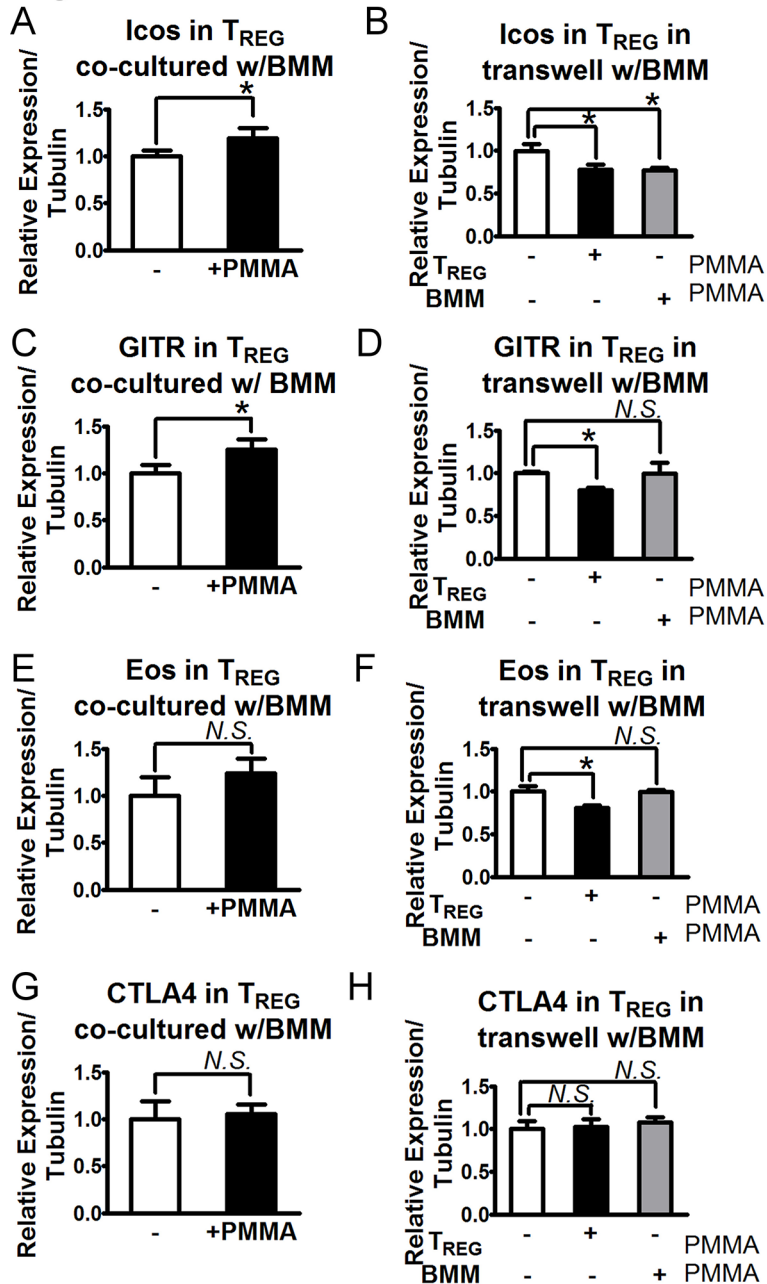 A
Icos in TREG
co-cultured w/BMM
Relative Expression/
Tubulin
1.5
1.0
0.5
0.0
*
-
+PMMA
B
Icos in TREG in
transwell w/BMM
Relative Expression/
Tubulin
1.5
1.0
0.5
0.0
*
*
TREG - + - PMMA
BMM - - + PMMA
C
GITR in TREG
co-cultured w/ BMM
Relative Expression/
Tubulin
1.5
1.0
0.5
0.0
*
-
+PMMA
D
GITR in TREG in
transwell w/BMM
Relative Expression/
Tubulin
1.5
1.0
0.5
0.0
N.S.
*
TREG - + - PMMA
BMM - - + PMMA
E
Eos in TREG
co-cultured w/BMM
Relative Expression/
Tubulin
1.5
1.0
0.5
0.0
N.S.
-
+PMMA
F
Eos in TREG in
transwell w/BMM
Relative Expression/
Tubulin
1.5
1.0
0.5
0.0
N.S.
*
TREG - + - PMMA
BMM - - + PMMA
G
CTLA4 in TREG
co-cultured w/BMM
Relative Expression/
Tubulin
1.5
1.0
0.5
0.0
N.S.
-
+PMMA
H
CTLA4 in TREG in
transwell w/BMM
Relative Expression/
Tubulin
1.5
1.0
0.5
0.0
N.S.
N.S.
TREG - + - PMMA
BMM - - + PMMA